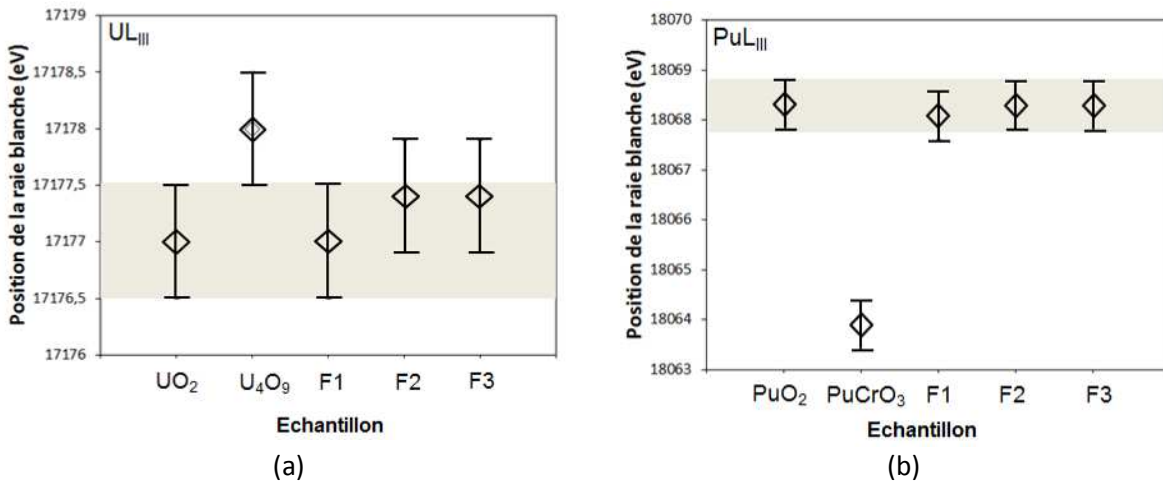 UL_III
Position de la raie blanche (eV)
17179
17178,5
17178
17177,5
17177
17176,5
17176
UO₂ U₄O₉ F1 F2 F3
Echantillon
(a)
PuL_III
Position de la raie blanche (eV)
18070
18069
18068
18067
18066
18065
18064
18063
PuO₂ PuCrO₃ F1 F2 F3
Echantillon
(b)